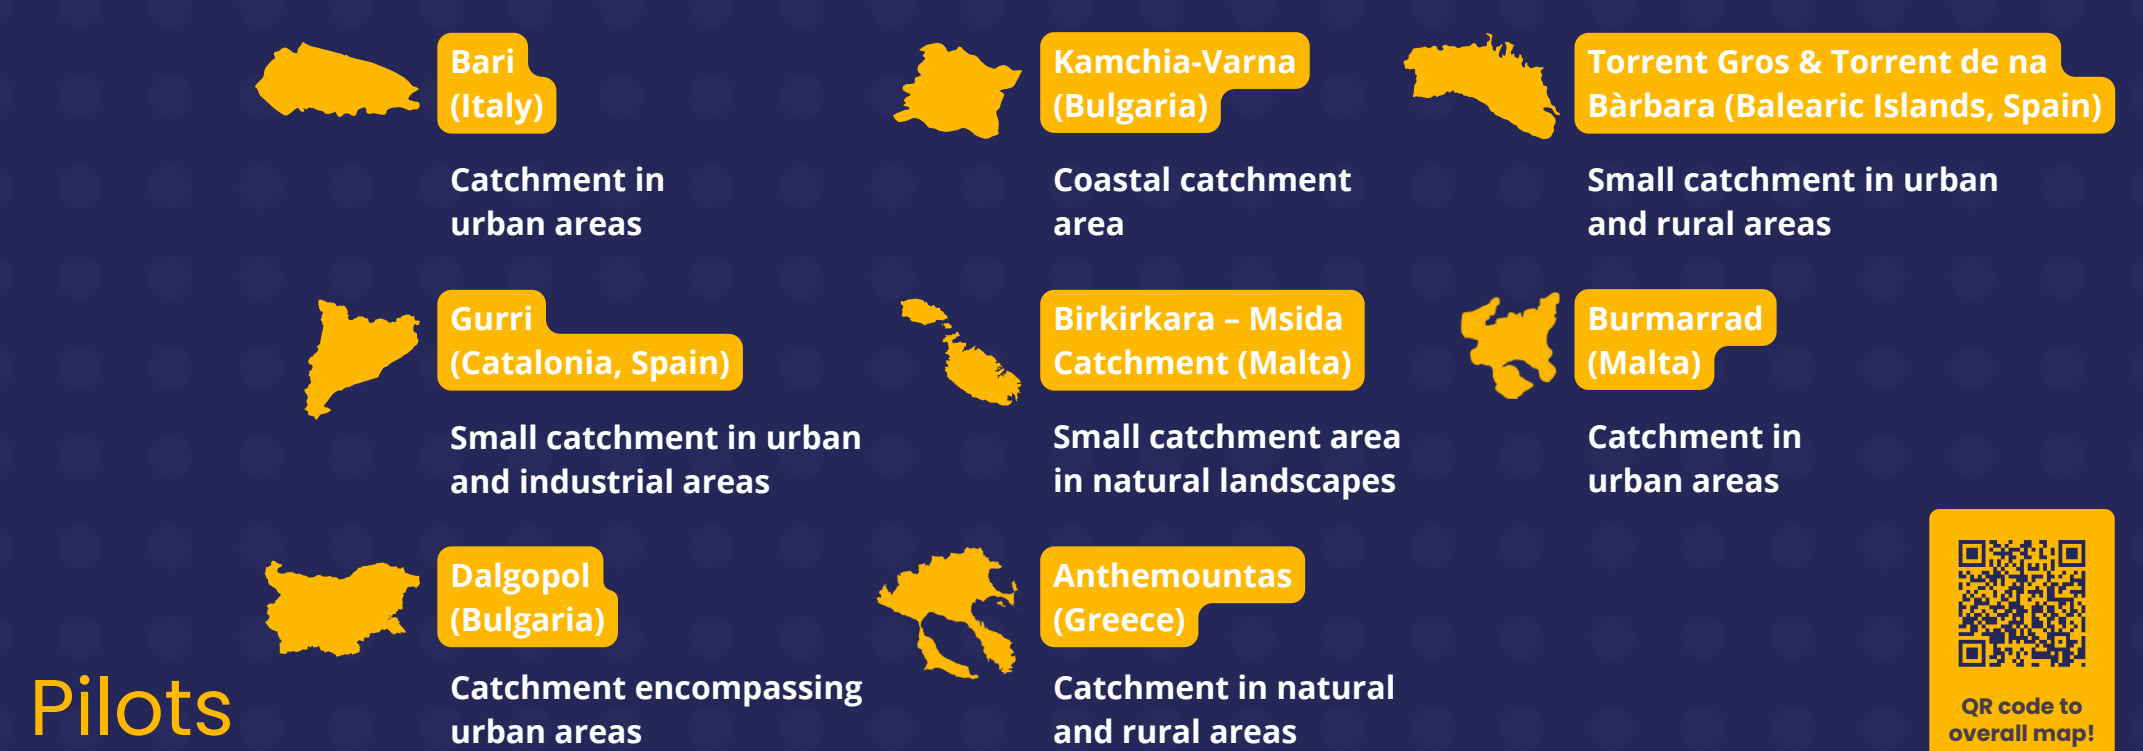 Bari
(Italy)
Catchment in
urban areas
Kamchia-Varna
(Bulgaria)
Coastal catchment
area
Torrent Gros & Torrent de na
Bàrbara (Balearic Islands, Spain)
Small catchment in urban
and rural areas
Gurri
(Catalonia, Spain)
Small catchment in urban
and industrial areas
Birkirkara – Msida
Catchment (Malta)
Small catchment area
in natural landscapes
Burmarrad
(Malta)
Catchment in
urban areas
Dalgopol
(Bulgaria)
Catchment encompassing
urban areas
Anthemountas
(Greece)
Catchment in natural
and rural areas
Pilots
QR code to
overall map!